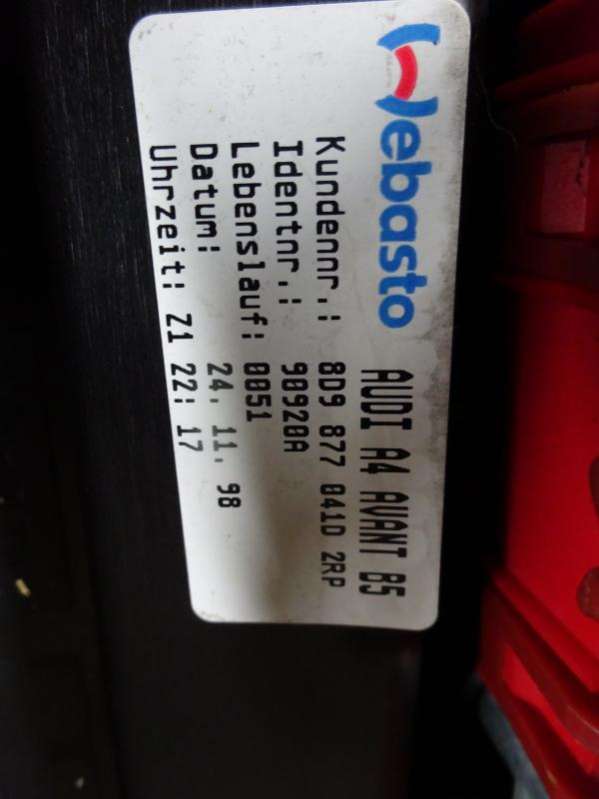 Webasto AUDI A4 AVANT B5
Kundennr.: 8D9 877 041D 2RP
Identnr.: 90920A
Lebenslauf: 0051
Datum: 24. 11. 98
Uhrzeit: Z1 22: 17